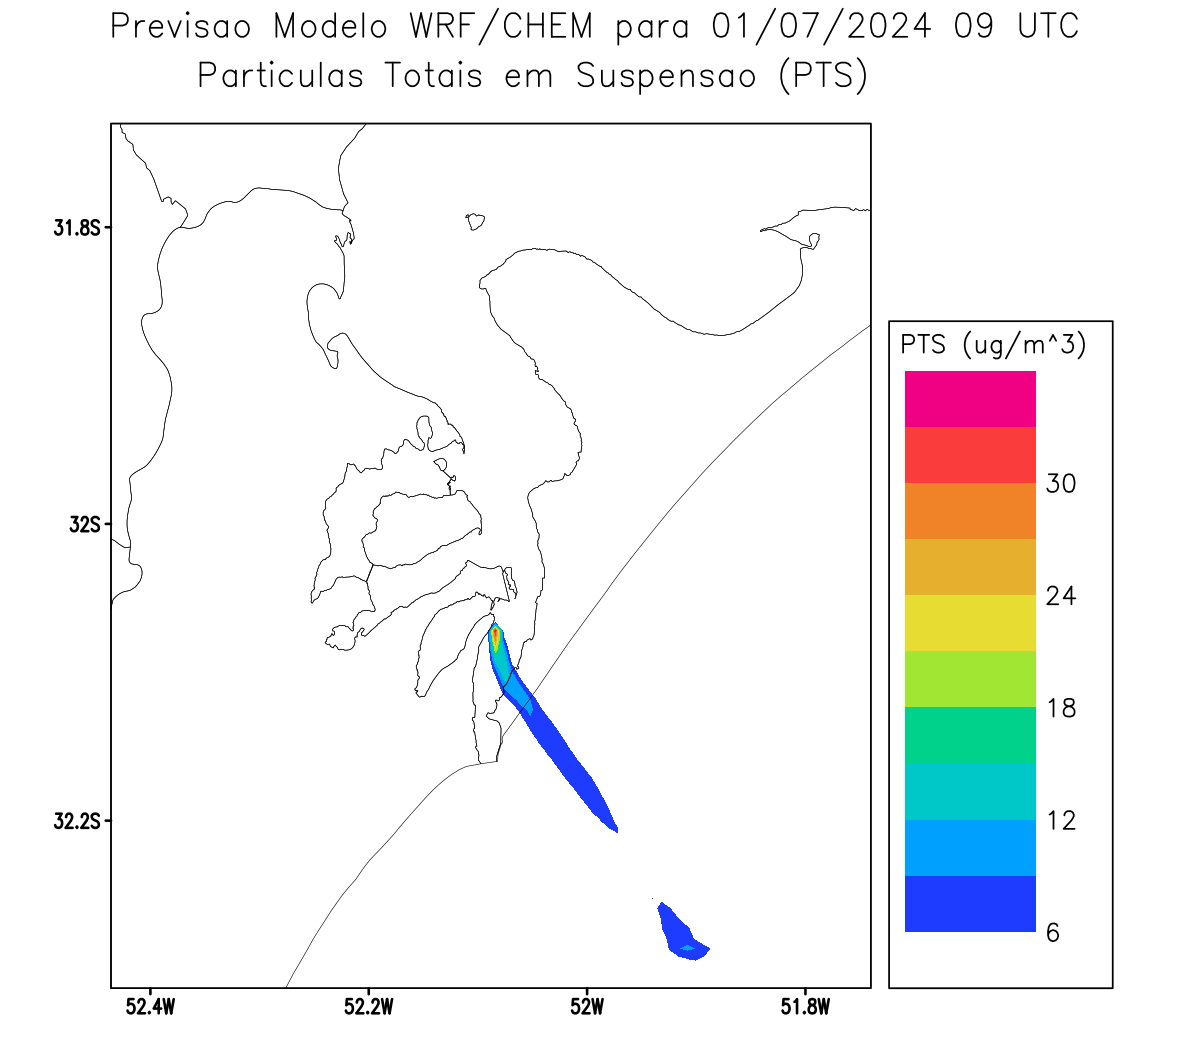 Previsao Modelo WRF/CHEM para 01/07/2024 09 UTC
Particulas Totais em Suspensao (PTS)
31.8S
32S
32.2S
52.4W 52.2W 52W 51.8W
PTS (ug/m^3)
30
24
18
12
6